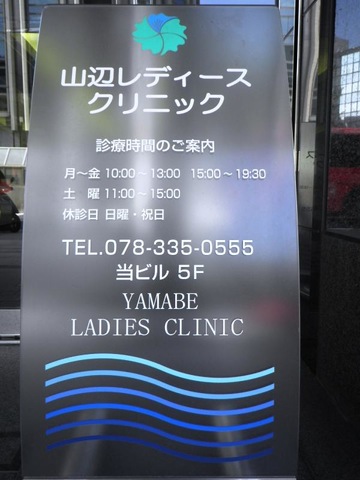 山辺レディース
クリニック
診療時間のご案内
月～金 10:00～13:00 15:00～19:30
土 曜 11:00～15:00
休診日 日曜・祝日
TEL.078-335-0555
当ビル 5F
YAMABE
LADIES CLINIC